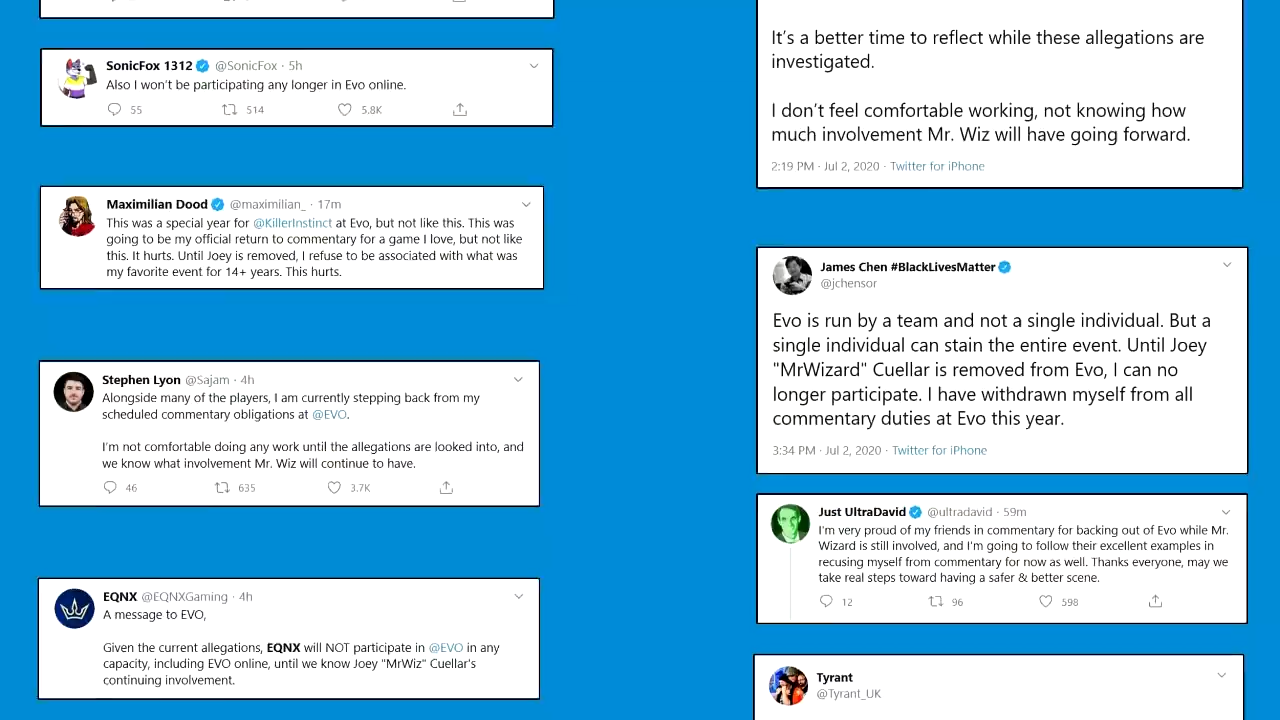 SonicFox 1312 @SonicFox · 5h
Also I won't be participating any longer in Evo online.
55 514 5.8K
Maximilian Dood @maximilian_ · 17m
This was a special year for @KillerInstinct at Evo, but not like this. This was
going to be my official return to commentary for a game I love, but not like
this. It hurts. Until Joey is removed, I refuse to be associated with what was
my favorite event for 14+ years. This hurts.
Stephen Lyon @Sajam · 4h
Alongside many of the players, I am currently stepping back from my
scheduled commentary obligations at @EVO.
I'm not comfortable doing any work until the allegations are looked into, and
we know what involvement Mr. Wiz will continue to have.
46 635 3.7K
EQNX @EQNXGaming · 4h
A message to EVO,
Given the current allegations, EQNX will NOT participate in @EVO in any
capacity, including EVO online, until we know Joey "MrWiz" Cuellar's
continuing involvement.
It's a better time to reflect while these allegations are
investigated.
I don't feel comfortable working, not knowing how
much involvement Mr. Wiz will have going forward.
2:19 PM · Jul 2, 2020 · Twitter for iPhone
James Chen #BlackLivesMatter
@jchensor
Evo is run by a team and not a single individual. But a
single individual can stain the entire event. Until Joey
"MrWizard" Cuellar is removed from Evo, I can no
longer participate. I have withdrawn myself from all
commentary duties at Evo this year.
3:34 PM · Jul 2, 2020 · Twitter for iPhone
Just UltraDavid @ultradavid · 59m
I'm very proud of my friends in commentary for backing out of Evo while Mr.
Wizard is still involved, and I'm going to follow their excellent examples in
recusing myself from commentary for now as well. Thanks everyone, may we
take real steps toward having a safer & better scene.
12 96 598
Tyrant
@Tyrant_UK